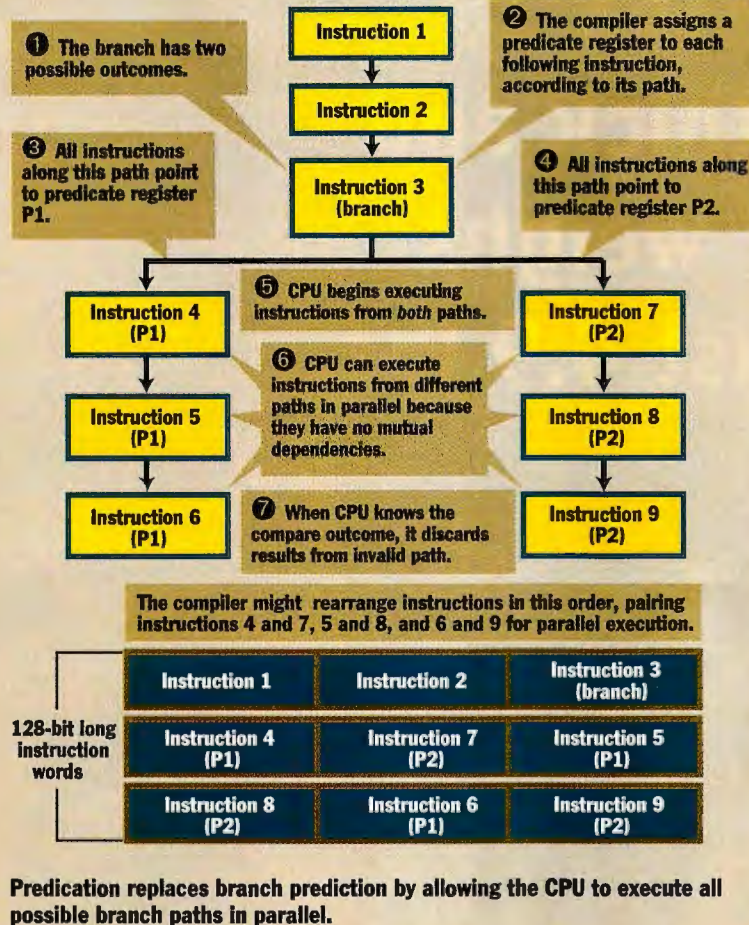 ❶ The branch has two
possible outcomes.
Instruction 1
❷ The compiler assigns a
predicate register to each
following instruction,
according to its path.
Instruction 2
❸ All instructions
along this path point
to predicate register
P1.
Instruction 3
(branch)
❹ All instructions along
this path point to
predicate register P2.
Instruction 4
(P1)
❺ CPU begins executing
instructions from both paths.
Instruction 7
(P2)
❻ CPU can execute
instructions from different
paths in parallel because
they have no mutual
dependencies.
Instruction 5
(P1)
Instruction 8
(P2)
Instruction 6
(P1)
❼ When CPU knows the
compare outcome, it discards
results from invalid path.
Instruction 9
(P2)
The compiler might rearrange instructions in this order, pairing
instructions 4 and 7, 5 and 8, and 6 and 9 for parallel execution.
128-bit long
instruction
words
Instruction 1
Instruction 2
Instruction 3
(branch)
Instruction 4
(P1)
Instruction 7
(P2)
Instruction 5
(P1)
Instruction 8
(P2)
Instruction 6
(P1)
Instruction 9
(P2)
Predication replaces branch prediction by allowing the CPU to execute all
possible branch paths in parallel.